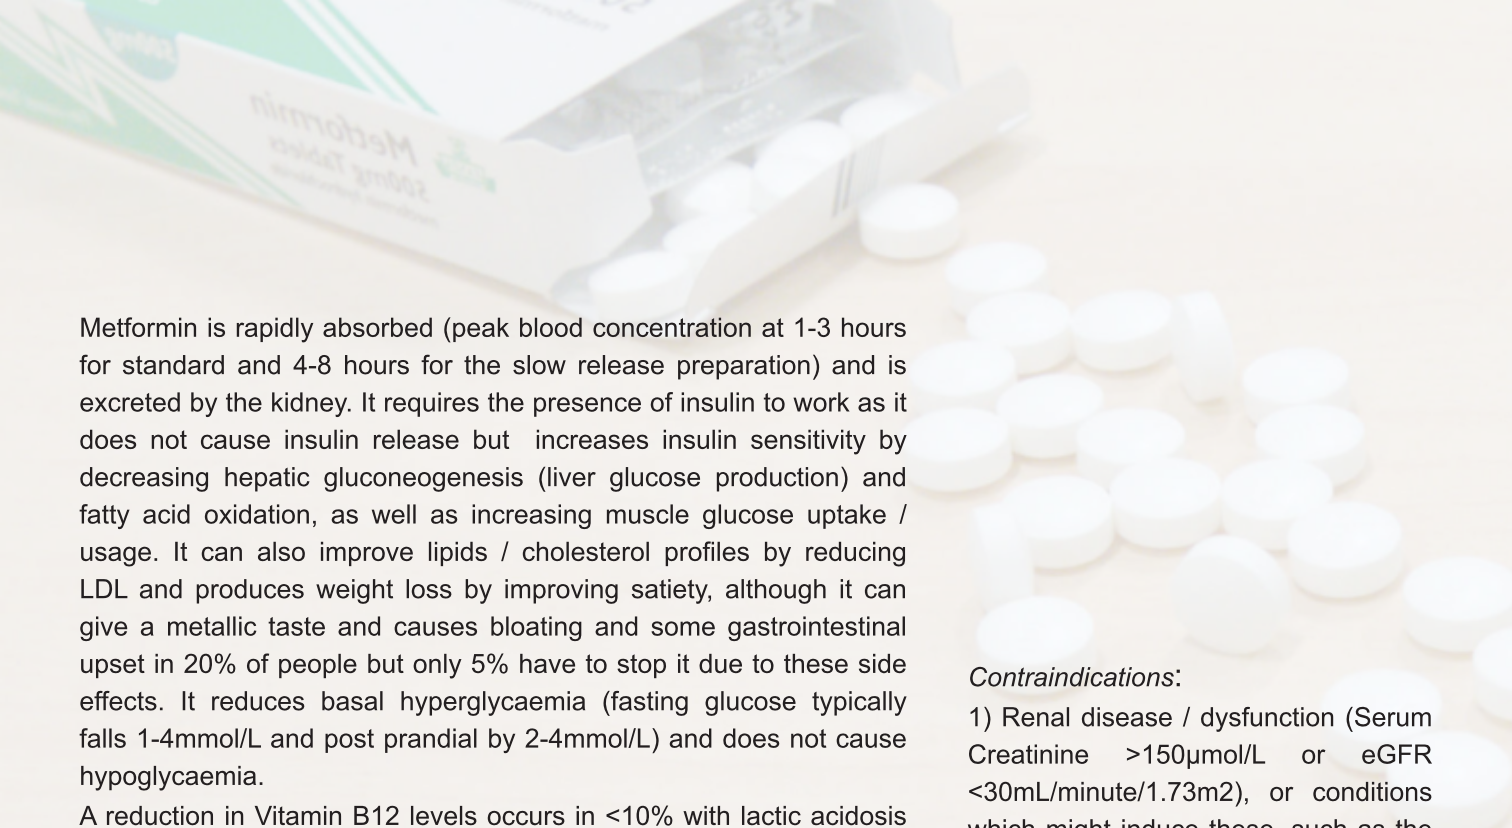 Metformin
500mg Tablets
Metformin is rapidly absorbed (peak blood concentration at 1-3 hours
for standard and 4-8 hours for the slow release preparation) and is
excreted by the kidney. It requires the presence of insulin to work as it
does not cause insulin release but increases insulin sensitivity by
decreasing hepatic gluconeogenesis (liver glucose production) and
fatty acid oxidation, as well as increasing muscle glucose uptake /
usage. It can also improve lipids / cholesterol profiles by reducing
LDL and produces weight loss by improving satiety, although it can
give a metallic taste and causes bloating and some gastrointestinal
upset in 20% of people but only 5% have to stop it due to these side
effects. It reduces basal hyperglycaemia (fasting glucose typically
falls 1-4mmol/L and post prandial by 2-4mmol/L) and does not cause
hypoglycaemia.
A reduction in Vitamin B12 levels occurs in <10% with lactic acidosis
Contraindications:
1) Renal disease / dysfunction (Serum
Creatinine >150µmol/L or eGFR
<30mL/minute/1.73m2), or conditions
which might induce these, such as the